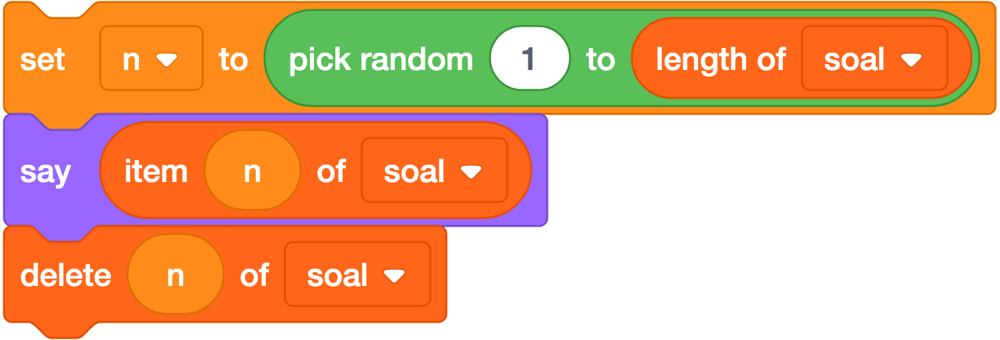 set n to pick random 1 to length of soal
say item n of soal
delete n of soal